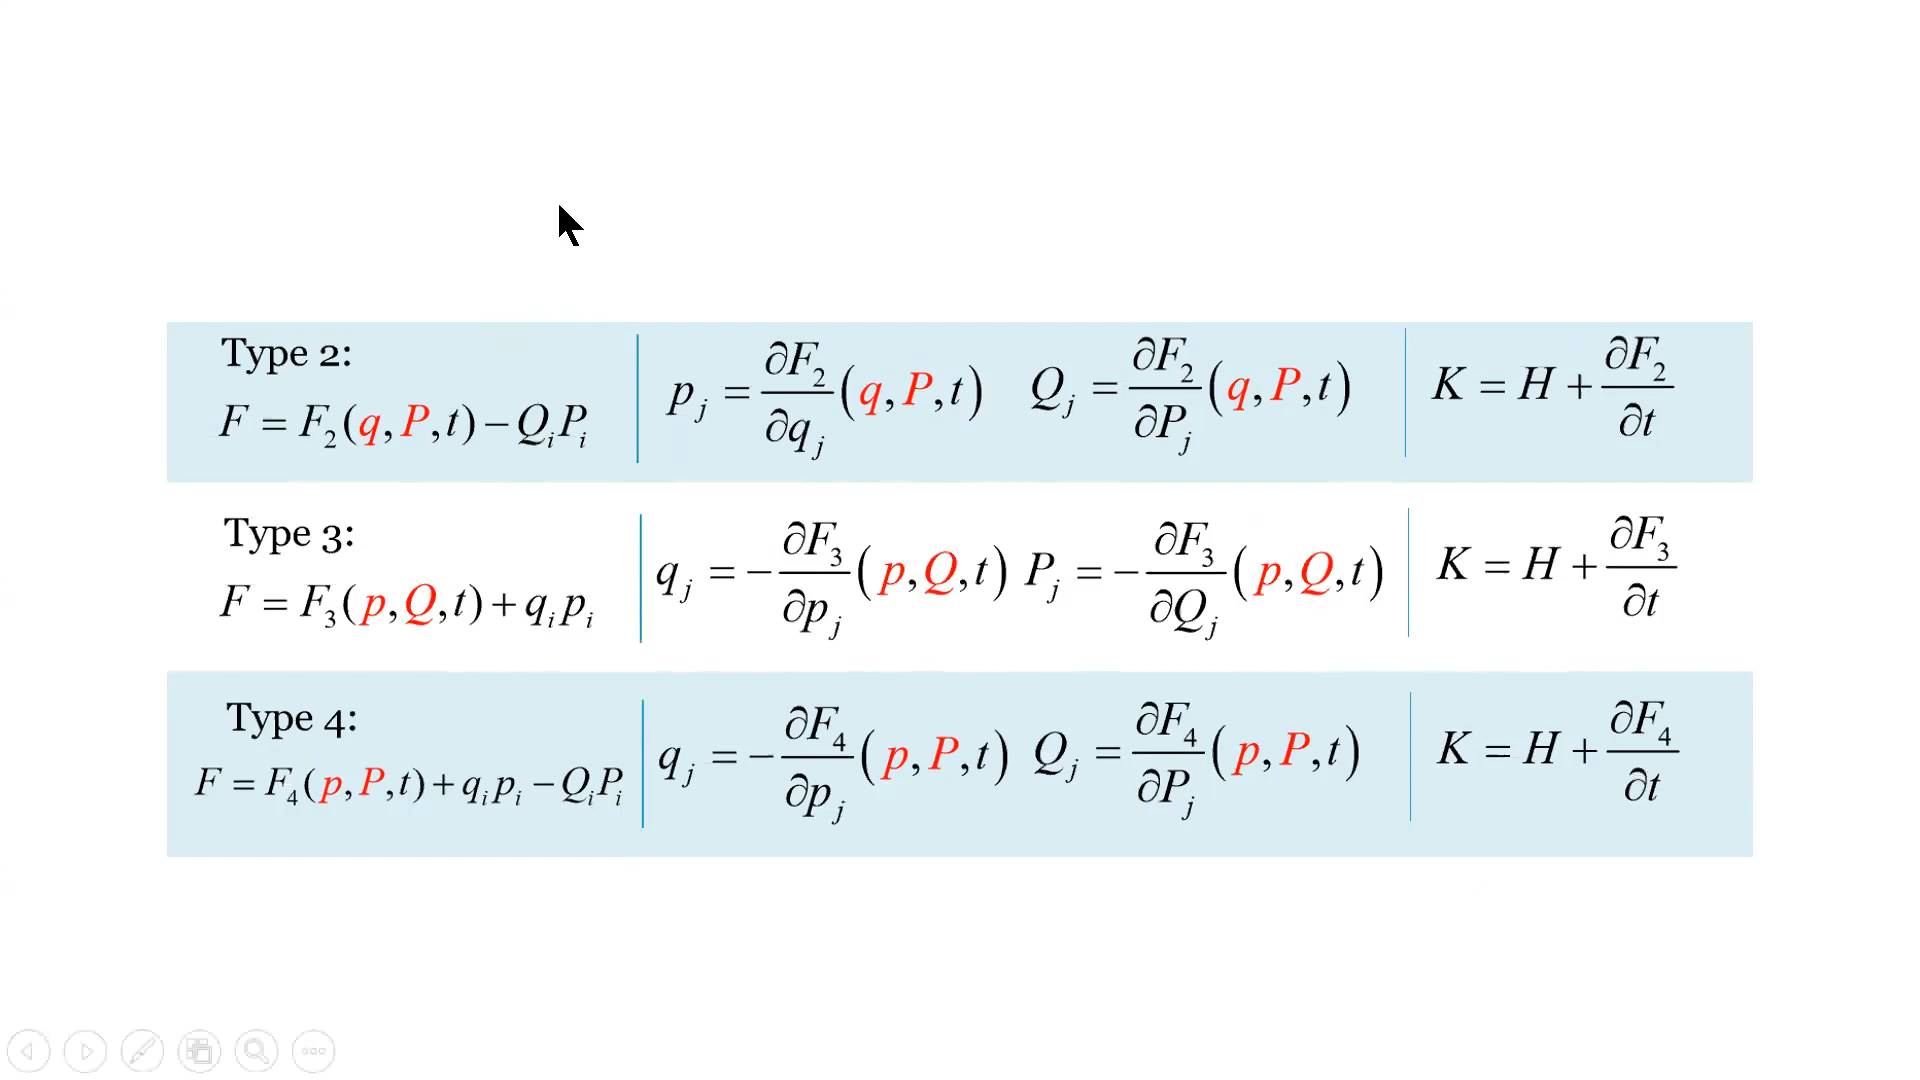 Type 2:
F = F₂(q, P, t) − QᵢPᵢ
pⱼ = ∂F₂/∂qⱼ (q, P, t) Qⱼ = ∂F₂/∂Pⱼ (q, P, t)
K = H + ∂F₂/∂t
Type 3:
F = F₃(p, Q, t) + qᵢpᵢ
qⱼ = − ∂F₃/∂pⱼ (p, Q, t) Pⱼ = − ∂F₃/∂Qⱼ (p, Q, t)
K = H + ∂F₃/∂t
Type 4:
F = F₄(p, P, t) + qᵢpᵢ − QᵢPᵢ
qⱼ = − ∂F₄/∂pⱼ (p, P, t) Qⱼ = ∂F₄/∂Pⱼ (p, P, t)
K = H + ∂F₄/∂t